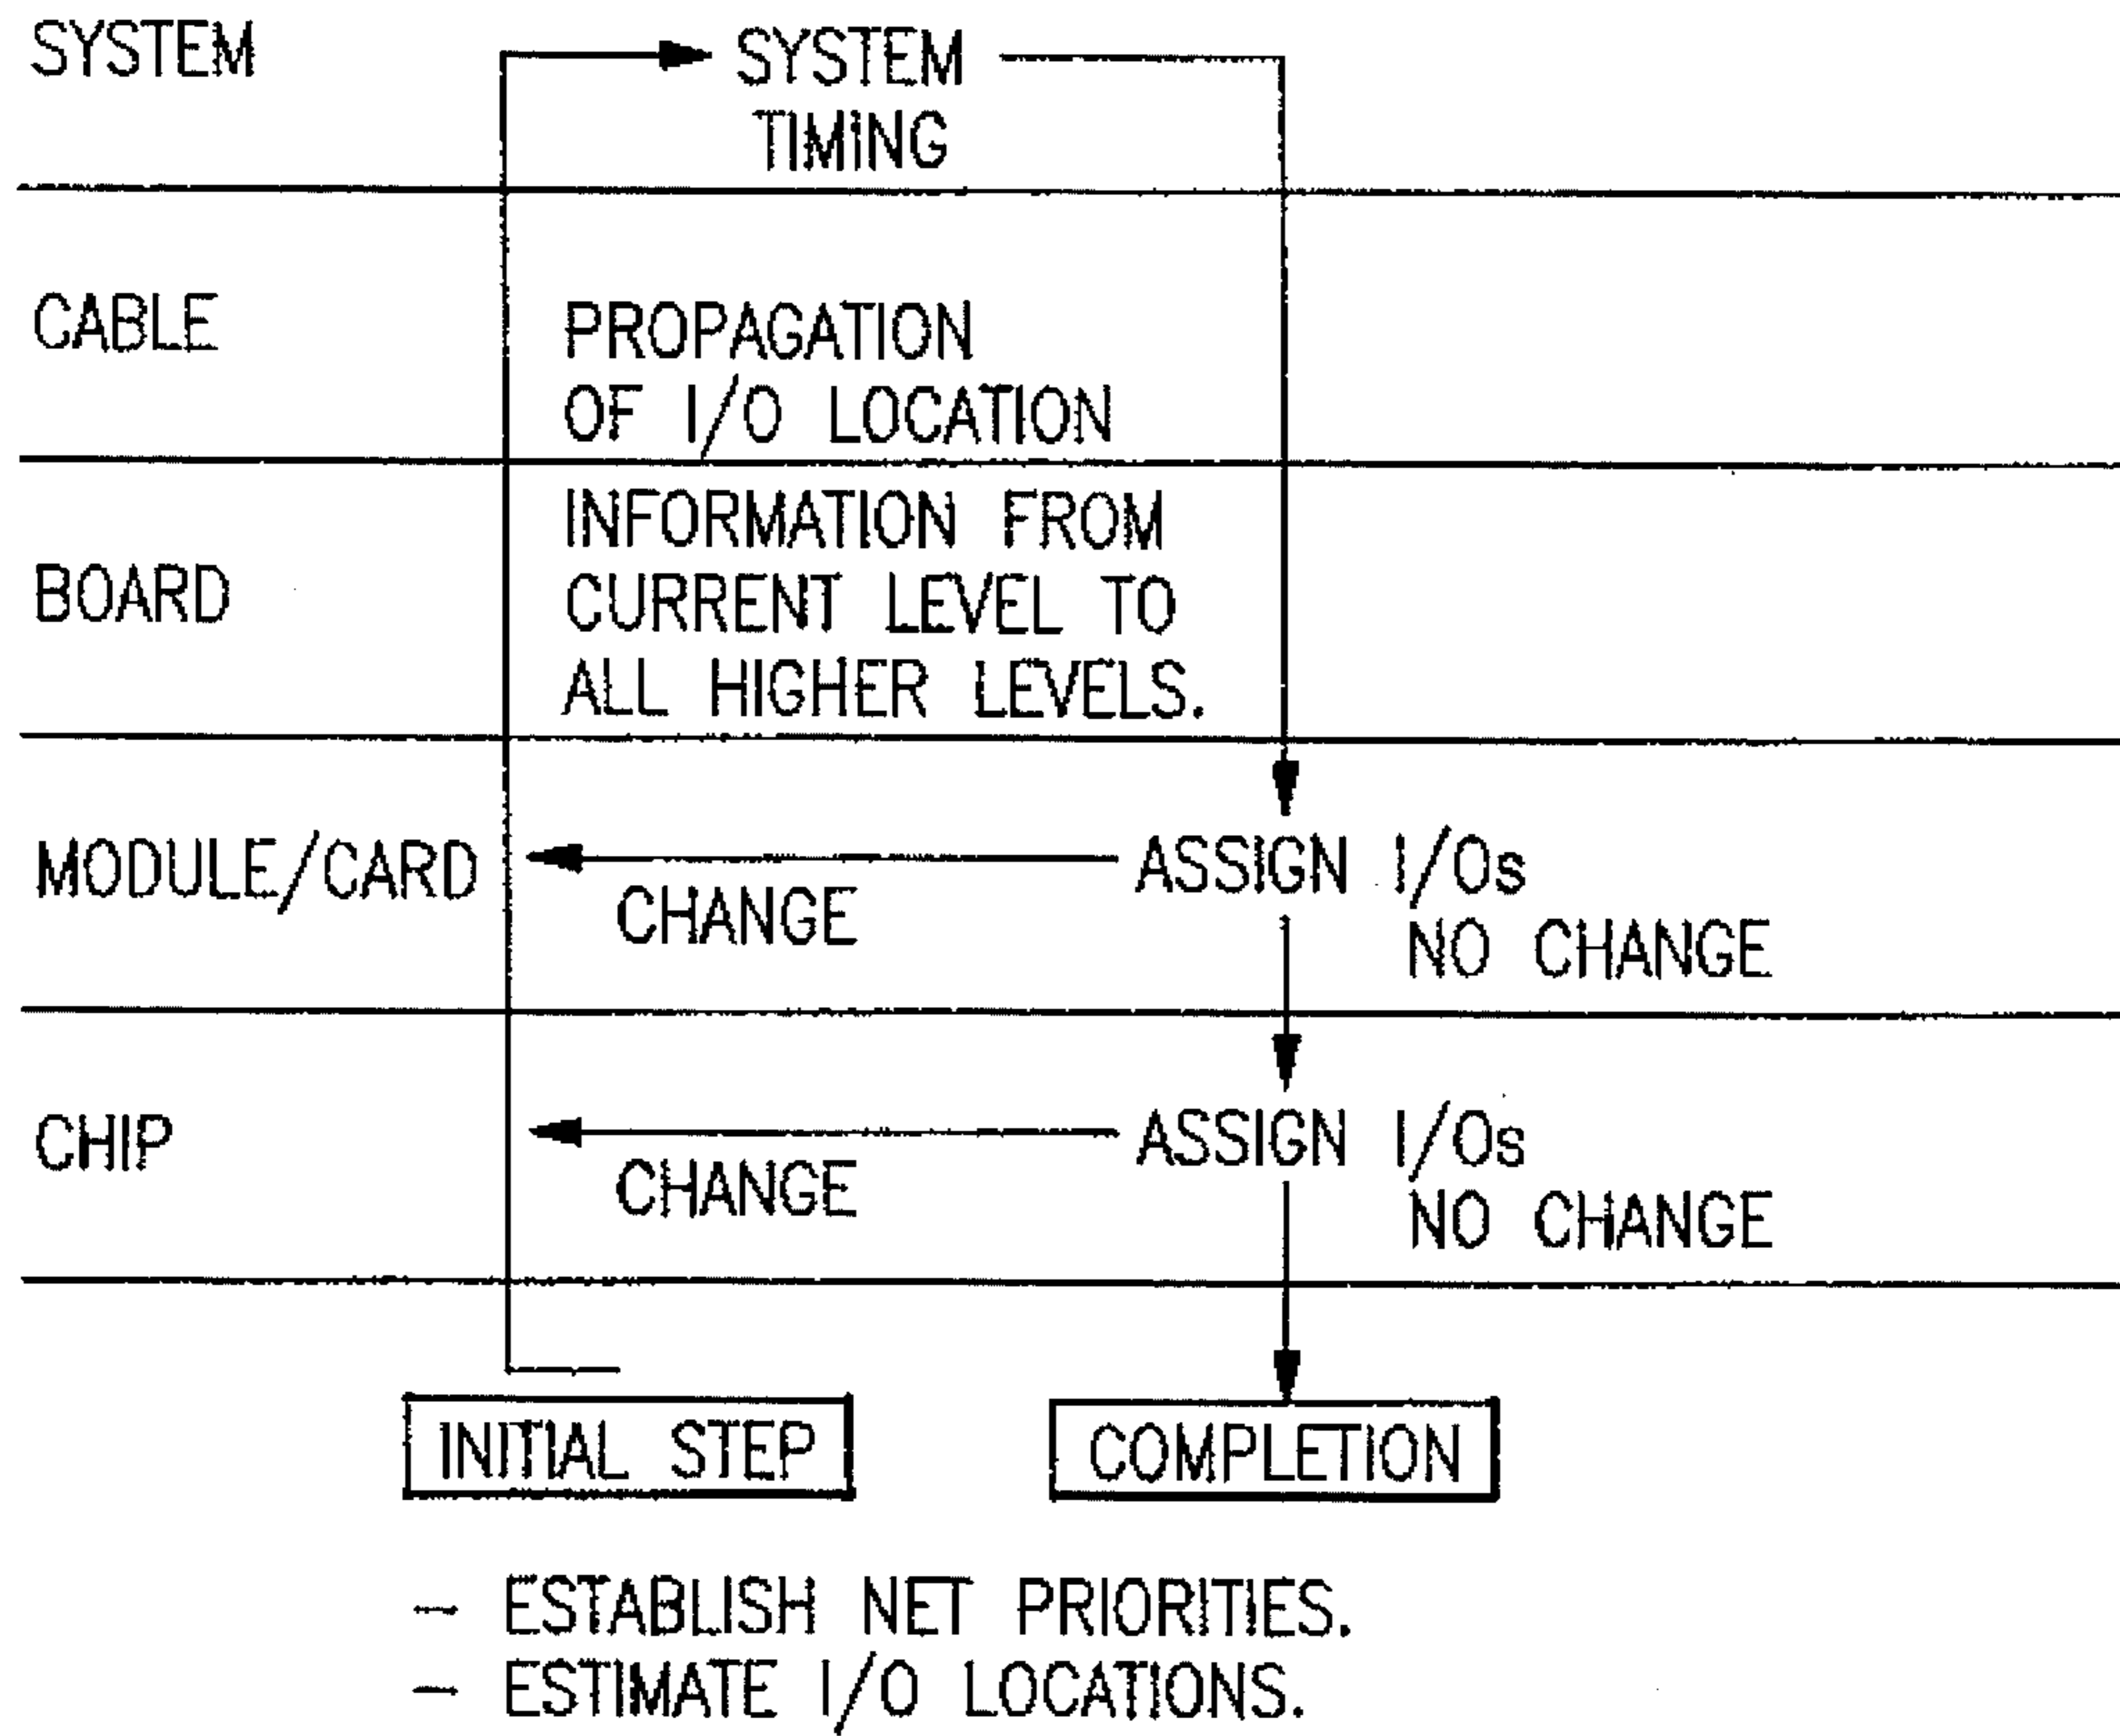 SYSTEM
SYSTEM
TIMING
CABLE
PROPAGATION
OF I/O LOCATION
INFORMATION FROM
BOARD
CURRENT LEVEL TO
ALL HIGHER LEVELS.
MODULE/CARD
ASSIGN I/Os
CHANGE
NO CHANGE
CHIP
ASSIGN I/Os
CHANGE
NO CHANGE
INITIAL STEP
COMPLETION
- ESTABLISH NET PRIORITIES.
- ESTIMATE I/O LOCATIONS.